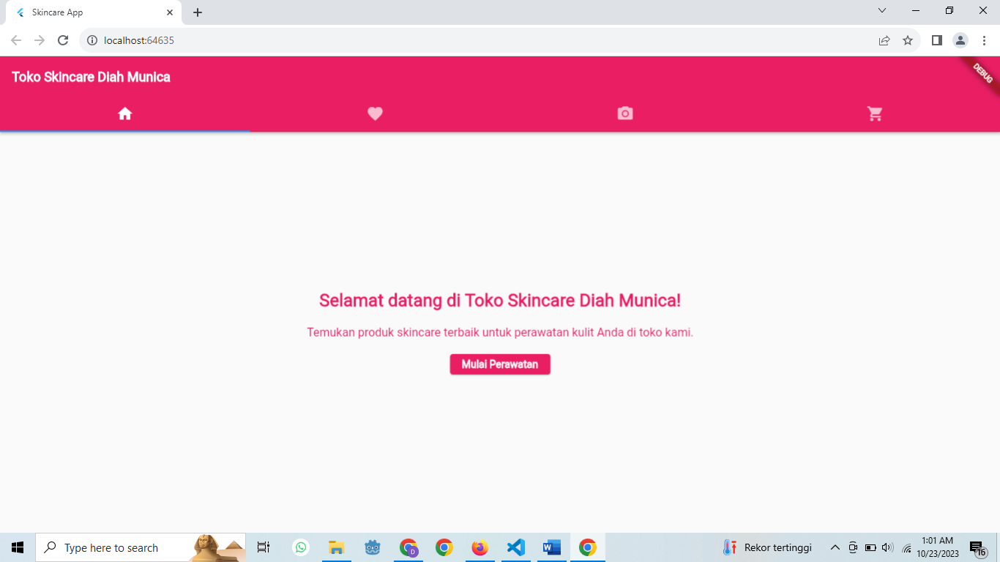 Skincare App
localhost:64635
Toko Skincare Diah Munica
DEBUG
Selamat datang di Toko Skincare Diah Munica!
Temukan produk skincare terbaik untuk perawatan kulit Anda di toko kami.
Mulai Perawatan
Type here to search
D
W
Rekor tertinggi
1:01 AM
10/23/2023
16